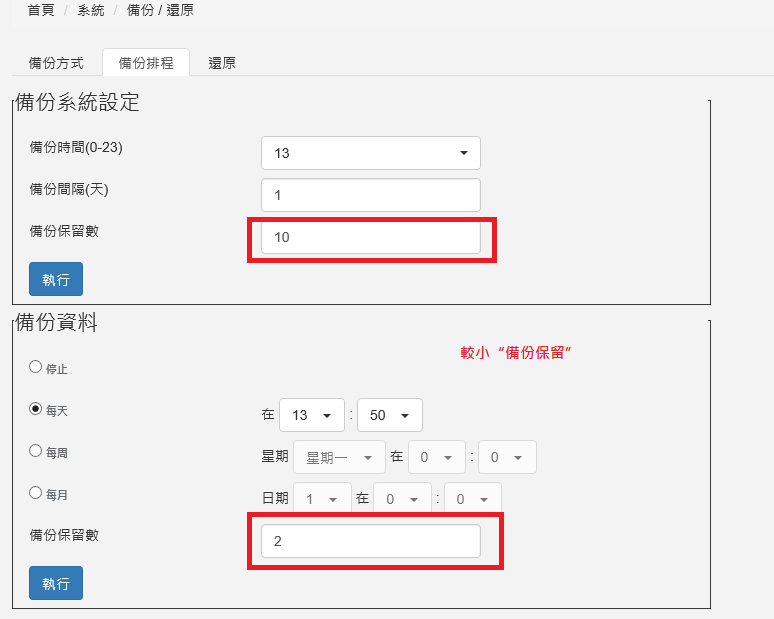 首頁 / 系統 / 備份 / 還原
備份方式 備份排程 還原
備份系統設定
備份時間(0-23) 13
備份間隔(天) 1
備份保留數 10
執行
備份資料
較小“備份保留”
停止
每天 在 13 : 50
每周 星期 星期一 在 0 : 0
每月 日期 1 在 0 : 0
備份保留數 2
執行